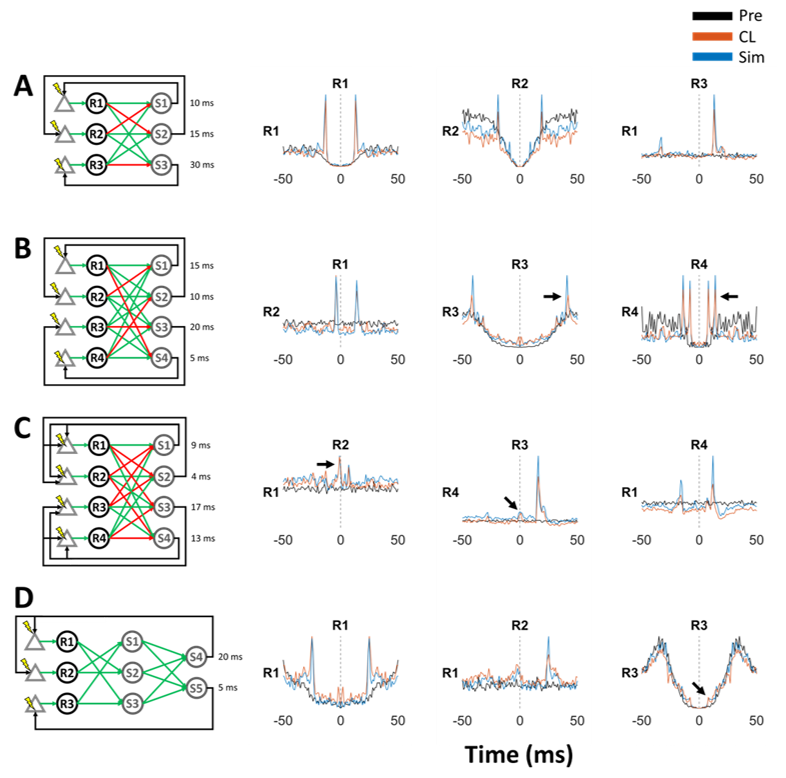 Pre
CL
Sim
A
R1 S1 10 ms
R2 S2 15 ms
R3 S3 30 ms
R1
R1
-50 0 50
R2
R2
-50 0 50
R3
R1
-50 0 50
B
R1 S1 15 ms
R2 S2 10 ms
R3 S3 20 ms
R4 S4 5 ms
R1
R2
-50 0 50
R3
R3
-50 0 50
R4
R4
-50 0 50
C
R1 S1 9 ms
R2 S2 4 ms
R3 S3 17 ms
R4 S4 13 ms
R2
R1
-50 0 50
R3
R4
-50 0 50
R4
R1
-50 0 50
D
R1 S1
S4 20 ms
R2 S2
S5 5 ms
R3 S3
R1
R1
-50 0 50
R2
R1
-50 0 50
R3
R3
-50 0 50
Time (ms)